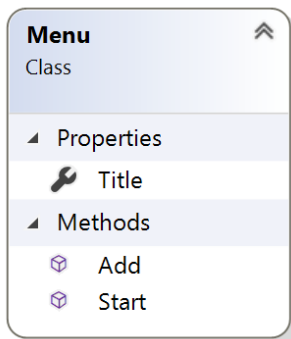 Menu
Class
Properties
Title
Methods
Add
Start